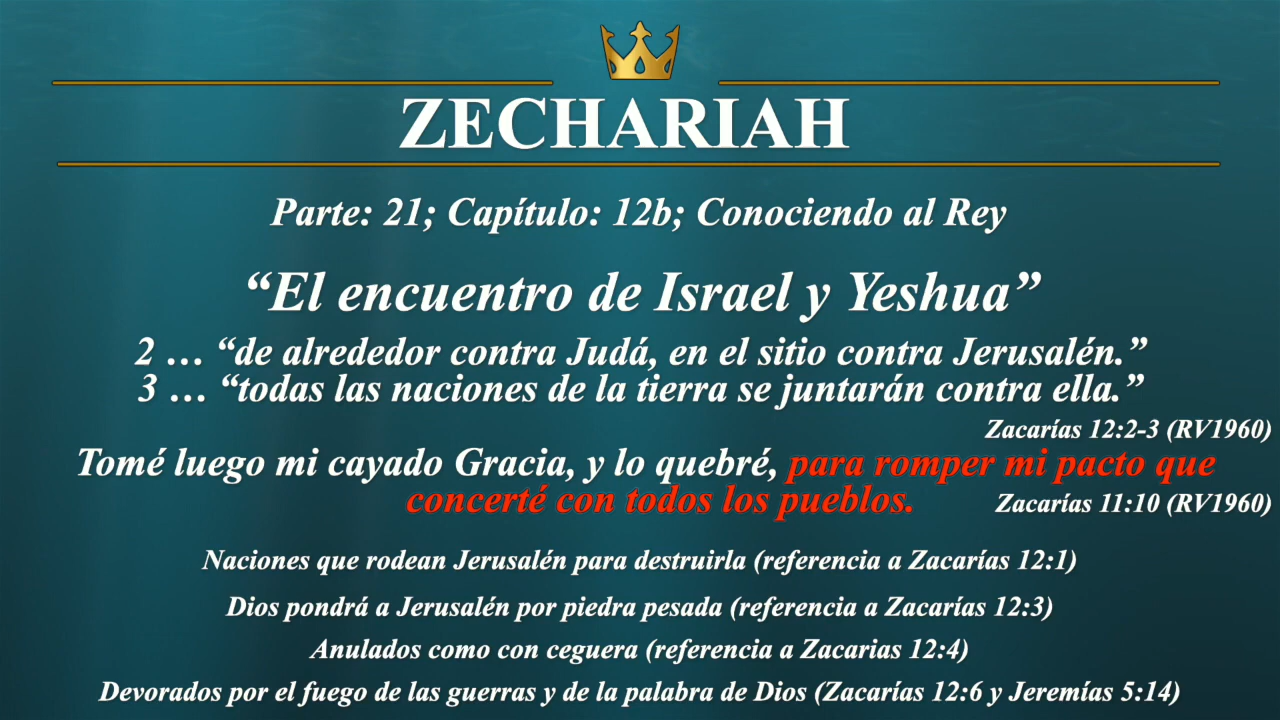 ZECHARIAH
Parte: 21; Capítulo: 12b; Conociendo al Rey
“El encuentro de Israel y Yeshua”
2 … “de alrededor contra Judá, en el sitio contra Jerusalén.”
3 … “todas las naciones de la tierra se juntarán contra ella.”
Zacarías 12:2-3 (RV1960)
Tomé luego mi cayado Gracia, y lo quebré, para romper mi pacto que
concerté con todos los pueblos.
Zacarías 11:10 (RV1960)
Naciones que rodean Jerusalén para destruirla (referencia a Zacarías 12:1)
Dios pondrá a Jerusalén por piedra pesada (referencia a Zacarías 12:3)
Anulados como con ceguera (referencia a Zacarias 12:4)
Devorados por el fuego de las guerras y de la palabra de Dios (Zacarías 12:6 y Jeremías 5:14)